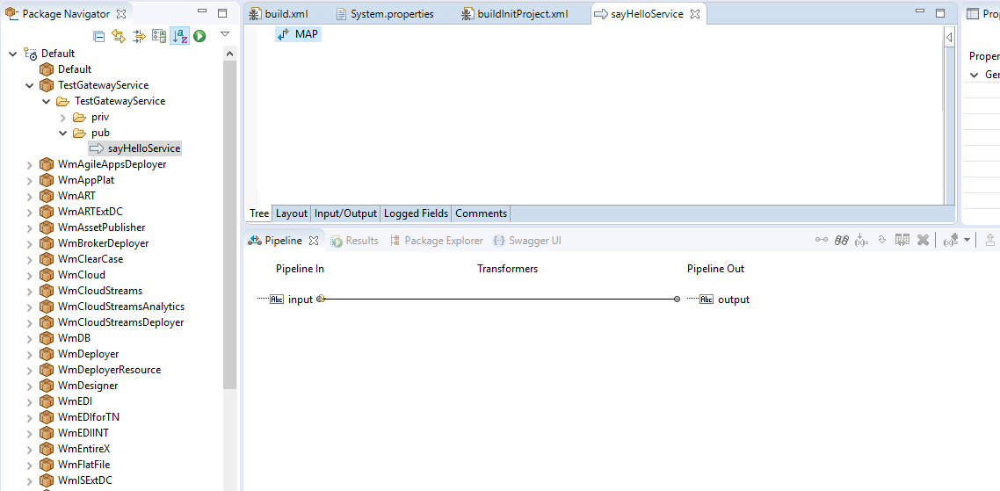 Package Navigator
Default
Default
TestGatewayService
TestGatewayService
priv
pub
sayHelloService
WmAgileAppsDeployer
WmAppPlat
WmART
WmARTExtDC
WmAssetPublisher
WmBrokerDeployer
WmClearCase
WmCloud
WmCloudStreams
WmCloudStreamsAnalytics
WmCloudStreamsDeployer
WmDB
WmDeployer
WmDeployerResource
WmDesigner
WmEDI
WmEDIforTN
WmEDIINT
WmEntireX
WmFlatFile
WmISExtDC
build.xml System.properties buildInitProject.xml sayHelloService
MAP
Tree Layout Input/Output Logged Fields Comments
Pipeline Results Package Explorer Swagger UI
Pipeline In Transformers Pipeline Out
Abc input Abc output
Prop
Proper
Ger